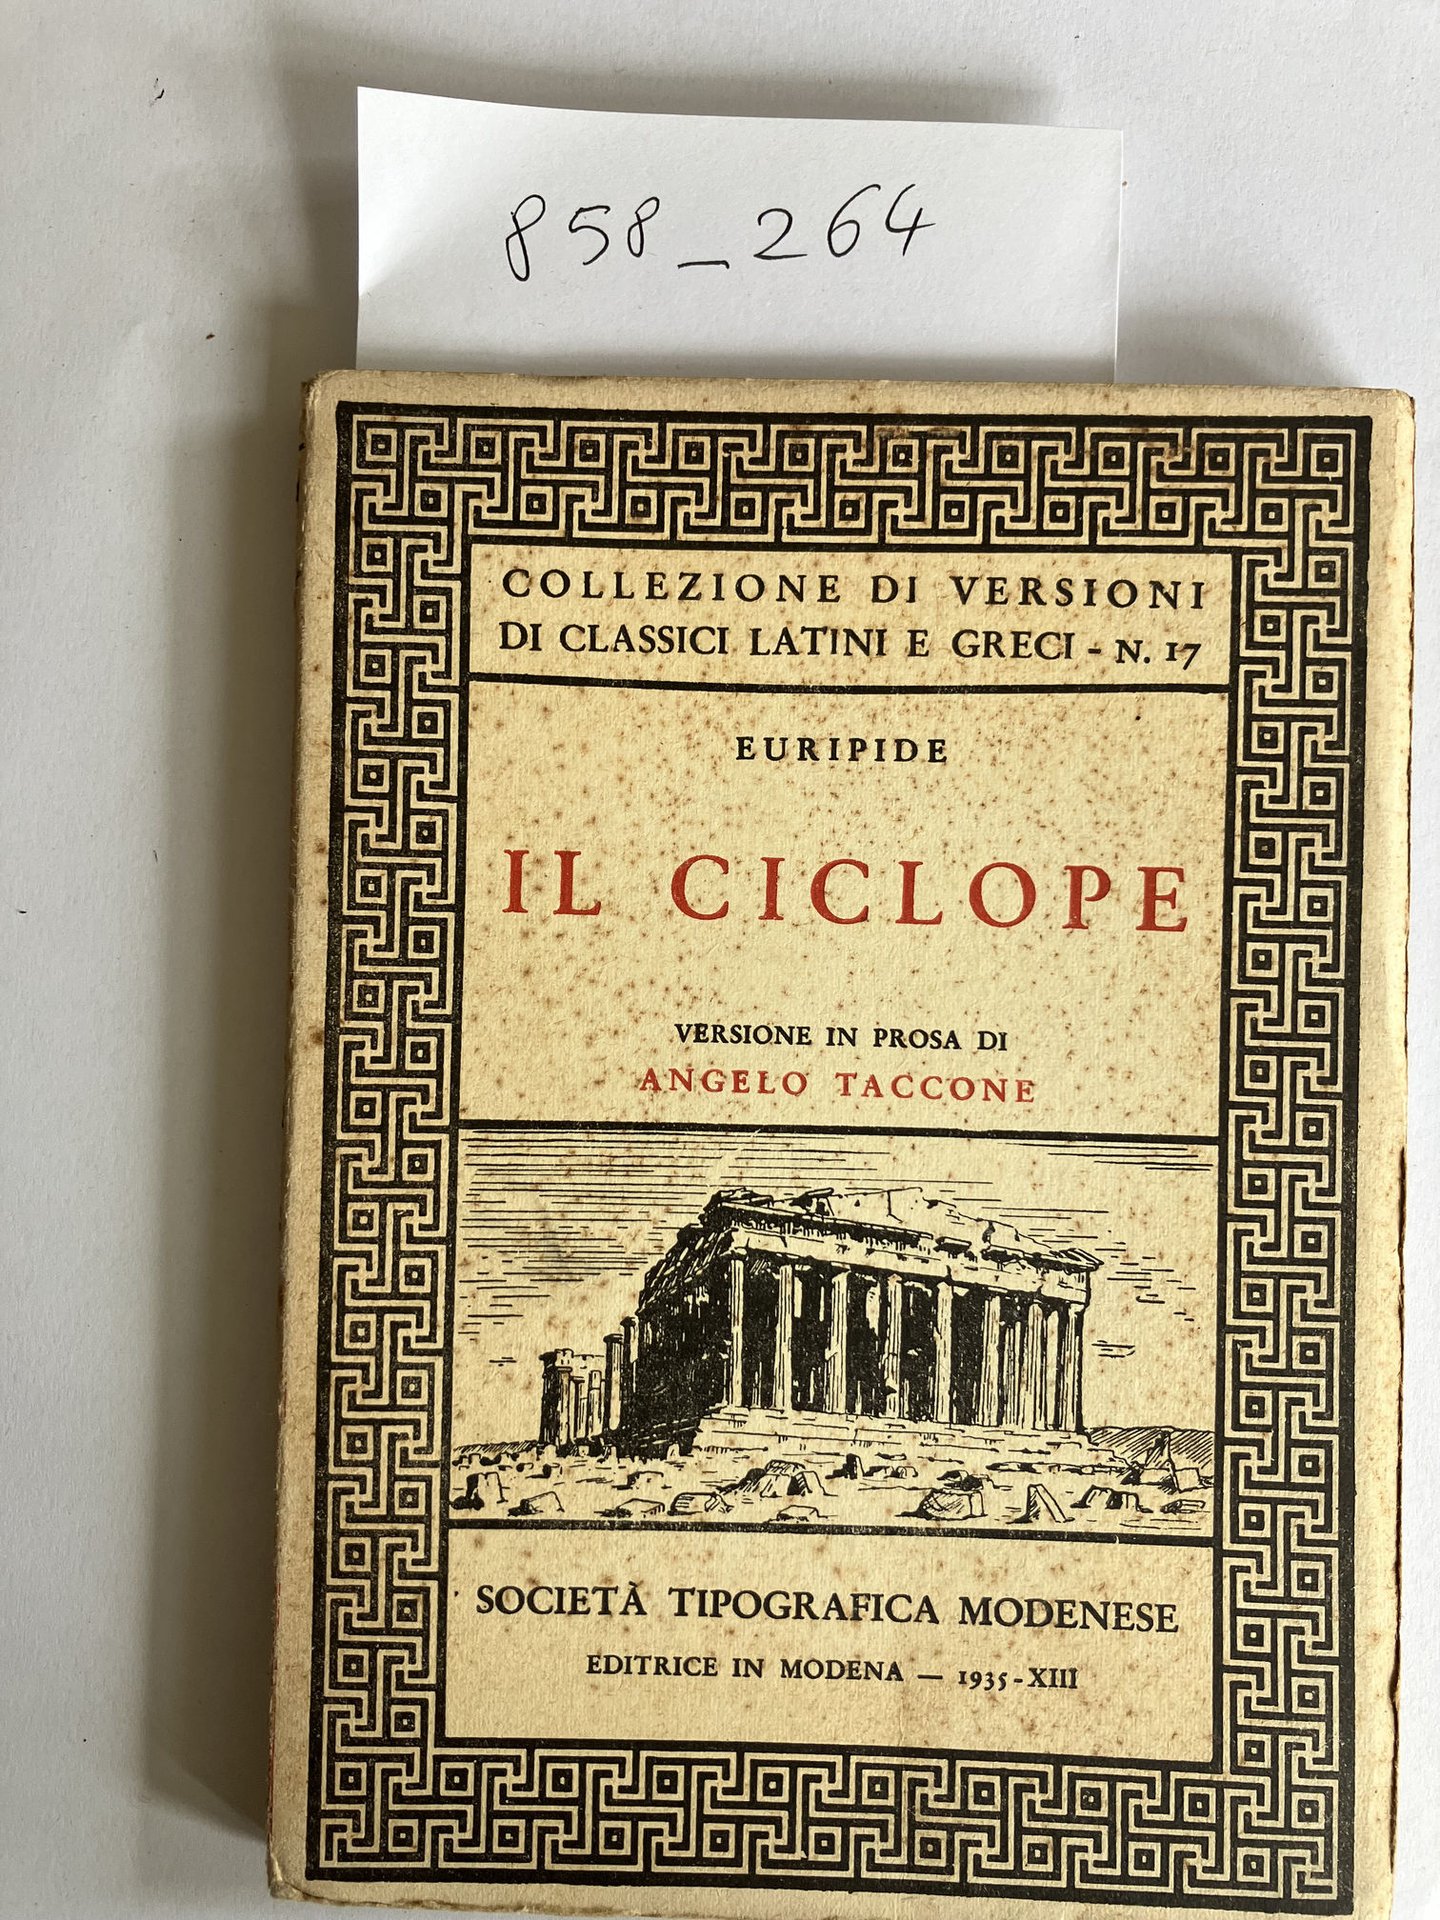 858_264
COLLEZIONE DI VERSIONI
DI CLASSICI LATINI E GRECI - N. 17
EURIPIDE
IL CICLOPE
VERSIONE IN PROSA DI
ANGELO TACCONE
SOCIETÀ TIPOGRAFICA MODENESE
EDITRICE IN MODENA — 1935-XIII